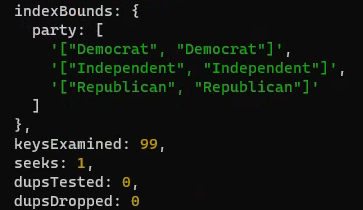 indexBounds: {
  party: [
    '["Democrat", "Democrat"]',
    '["Independent", "Independent"]',
    '["Republican", "Republican"]'
  ]
},
keysExamined: 99,
seeks: 1,
dupsTested: 0,
dupsDropped: 0